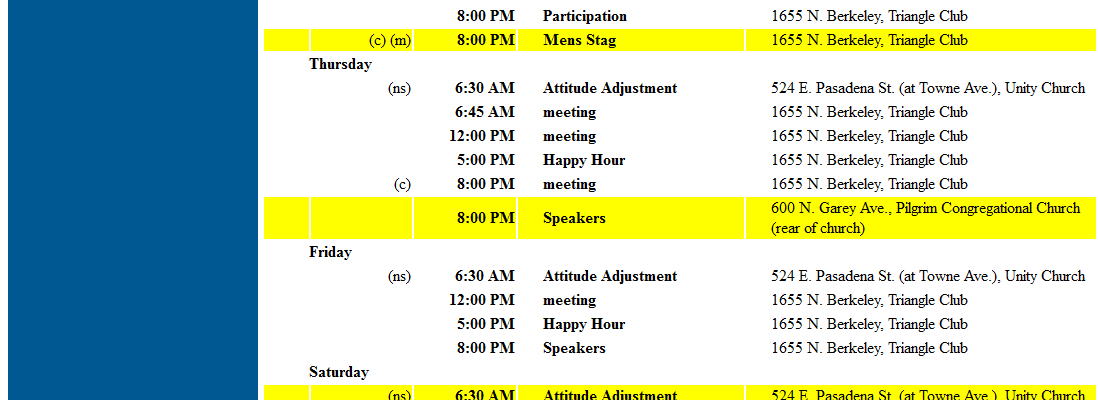 8:00 PM Participation 1655 N. Berkeley, Triangle Club
(c) (m) 8:00 PM Mens Stag 1655 N. Berkeley, Triangle Club
Thursday
(ns) 6:30 AM Attitude Adjustment 524 E. Pasadena St. (at Towne Ave.), Unity Church
6:45 AM meeting 1655 N. Berkeley, Triangle Club
12:00 PM meeting 1655 N. Berkeley, Triangle Club
5:00 PM Happy Hour 1655 N. Berkeley, Triangle Club
(c) 8:00 PM meeting 1655 N. Berkeley, Triangle Club
8:00 PM Speakers 600 N. Garey Ave., Pilgrim Congregational Church
(rear of church)
Friday
(ns) 6:30 AM Attitude Adjustment 524 E. Pasadena St. (at Towne Ave.), Unity Church
12:00 PM meeting 1655 N. Berkeley, Triangle Club
5:00 PM Happy Hour 1655 N. Berkeley, Triangle Club
8:00 PM Speakers 1655 N. Berkeley, Triangle Club
Saturday
(ns) 6:30 AM Attitude Adjustment 524 E. Pasadena St. (at Towne Ave.), Unity Church